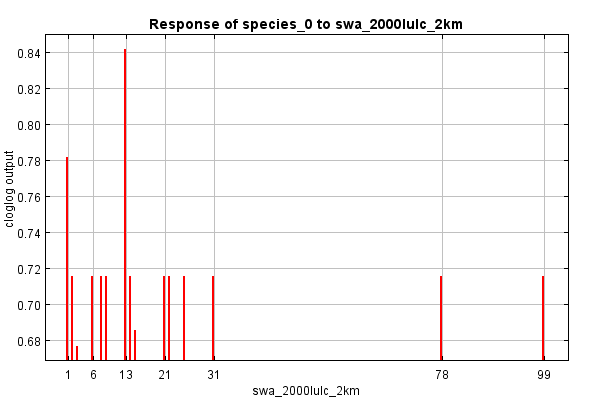 Response of species_0 to swa_2000lulc_2km
cloglog output
0.84
0.82
0.80
0.78
0.76
0.74
0.72
0.70
0.68
1 6 13 21 31 78 99
swa_2000lulc_2km